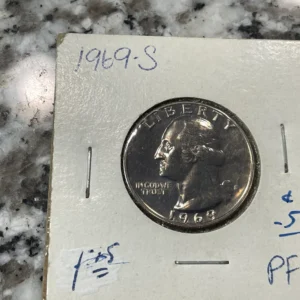 1969-S
LIBERTY
IN GOD WE
TRUST
1969
PF